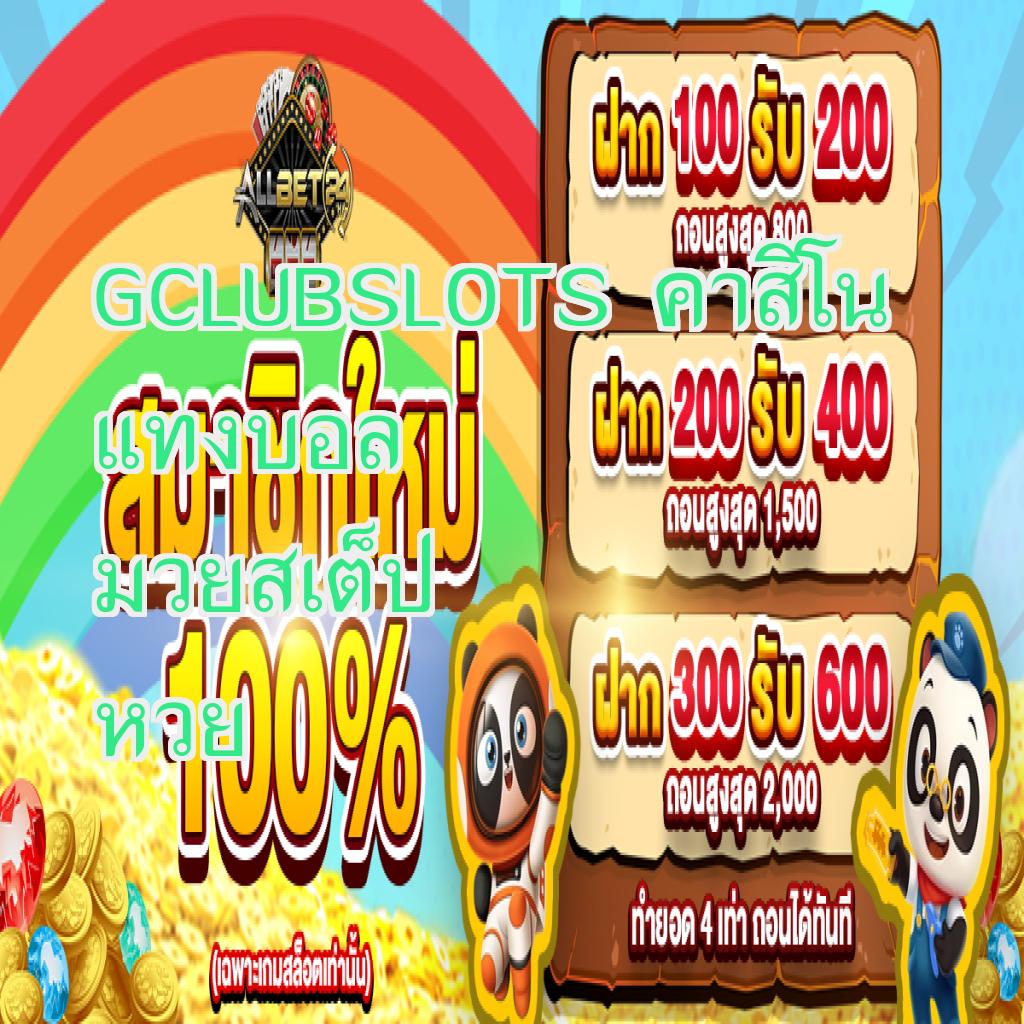 ALLBET24
ฝาก 100 รับ 200
ถอนสูงสุด 800
GCLUBSLOTS คาสิโน
สมาชิกใหม่
แทงบอล
ฝาก 200 รับ 400
ถอนสูงสุด 1,500
มวยสเต็ป
100%
หวย
ฝาก 300 รับ 600
ถอนสูงสุด 2,000
ทำยอด 4 เท่า ถอนได้ทันที
(เฉพาะเกมสล็อตเท่านั้น)